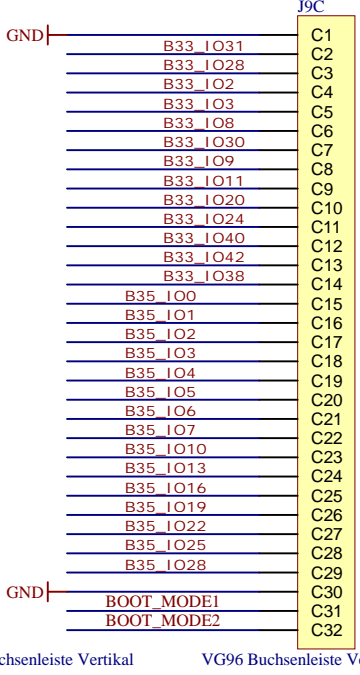 J9C
GND C1
B33_IO31 C2
B33_IO28 C3
B33_IO2 C4
B33_IO3 C5
B33_IO8 C6
B33_IO30 C7
B33_IO9 C8
B33_IO11 C9
B33_IO20 C10
B33_IO24 C11
B33_IO40 C12
B33_IO42 C13
B33_IO38 C14
B35_IO0 C15
B35_IO1 C16
B35_IO2 C17
B35_IO3 C18
B35_IO4 C19
B35_IO5 C20
B35_IO6 C21
B35_IO7 C22
B35_IO10 C23
B35_IO13 C24
B35_IO16 C25
B35_IO19 C26
B35_IO22 C27
B35_IO25 C28
B35_IO28 C29
GND C30
BOOT_MODE1 C31
BOOT_MODE2 C32
chsenleiste Vertikal VG96 Buchsenleiste Ve